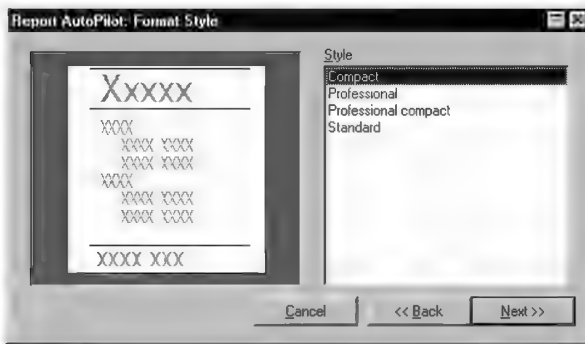 Report AutoPilot: Format Style
Xxxxx
XXXX
XXXX XXXX
XXXX XXXX
XXXX
XXXX XXXX
XXXX XXXX
XXXX XXX
Style
Compact
Professional
Professional compact
Standard
Cancel
<< Back
Next >>